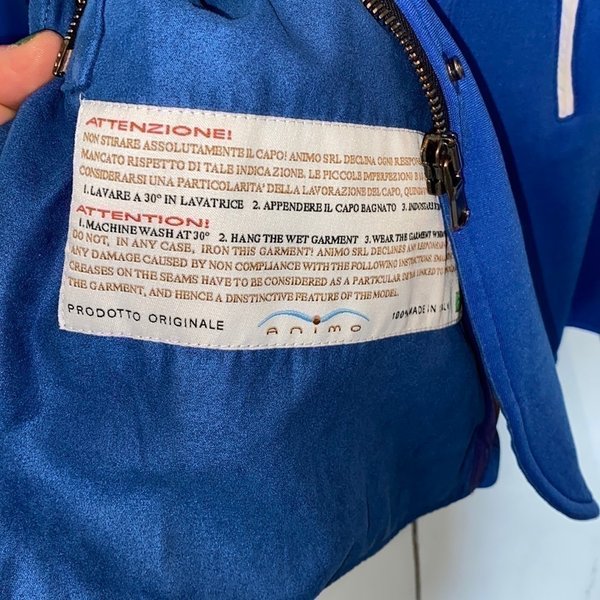 ATTENZIONE!
NON STIRARE ASSOLUTAMENTE IL CAPO! ANIMO SRL DECLINA OGNI
MANCATO RISPETTO DI TALE INDICAZIONE. LE PICCOLE IMPERFEZIONI
CONSIDERARSI UNA PARTICOLARITA' DELLA LAVORAZIONE DEL CAPO,
1. LAVARE A 30° IN LAVATRICE 2. APPENDERE IL CAPO BAGNATO 3.
ATTENTION!
1. MACHINE WASH AT 30° 2. HANG THE WET GARMENT 3. WEAR THE GARMENT
DO NOT, IN ANY CASE, IRON THIS GARMENT! ANIMO SRL DECLINES ANY
ANY DAMAGE CAUSED BY NON COMPLIANCE WITH THE FOLLOWING INSTRUCTIONS.
CREASES ON THE SEAMS HAVE TO BE CONSIDERED AS A PARTICULAR LINKED TO
THE GARMENT, AND HENCE A DINSTINCTIVE FEATURE OF THE MODEL.
PRODOTTO ORIGINALE animo 100% MADE IN